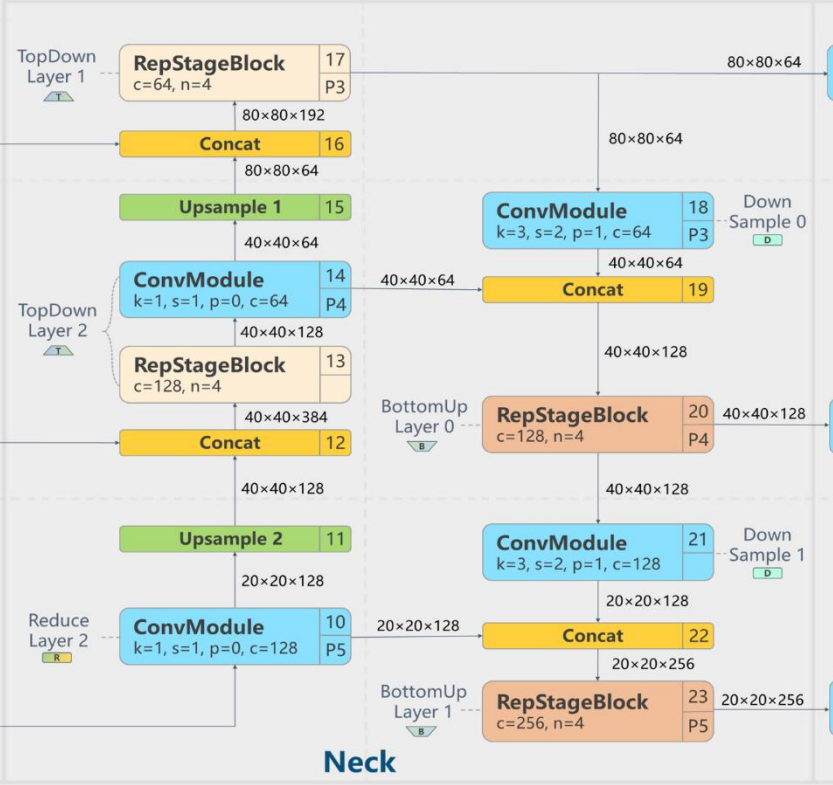 TopDown
Layer 1
T
RepStageBlock
c=64, n=4
17
P3
80×80×64
80×80×192
Concat
16
80×80×64
80×80×64
Upsample 1
15
ConvModule
k=3, s=2, p=1, c=64
18
P3
Down
Sample 0
D
40×40×64
40×40×64
ConvModule
k=1, s=1, p=0, c=64
14
P4
40×40×64
Concat
19
TopDown
Layer 2
T
40×40×128
40×40×128
RepStageBlock
c=128, n=4
13
40×40×384
BottomUp
Layer 0
B
RepStageBlock
c=128, n=4
20
P4
40×40×128
Concat
12
40×40×128
40×40×128
Upsample 2
11
ConvModule
k=3, s=2, p=1, c=128
21
Down
Sample 1
D
20×20×128
20×20×128
Reduce
Layer 2
R
ConvModule
k=1, s=1, p=0, c=128
10
P5
20×20×128
Concat
22
20×20×256
BottomUp
Layer 1
B
RepStageBlock
c=256, n=4
23
P5
20×20×256
Neck